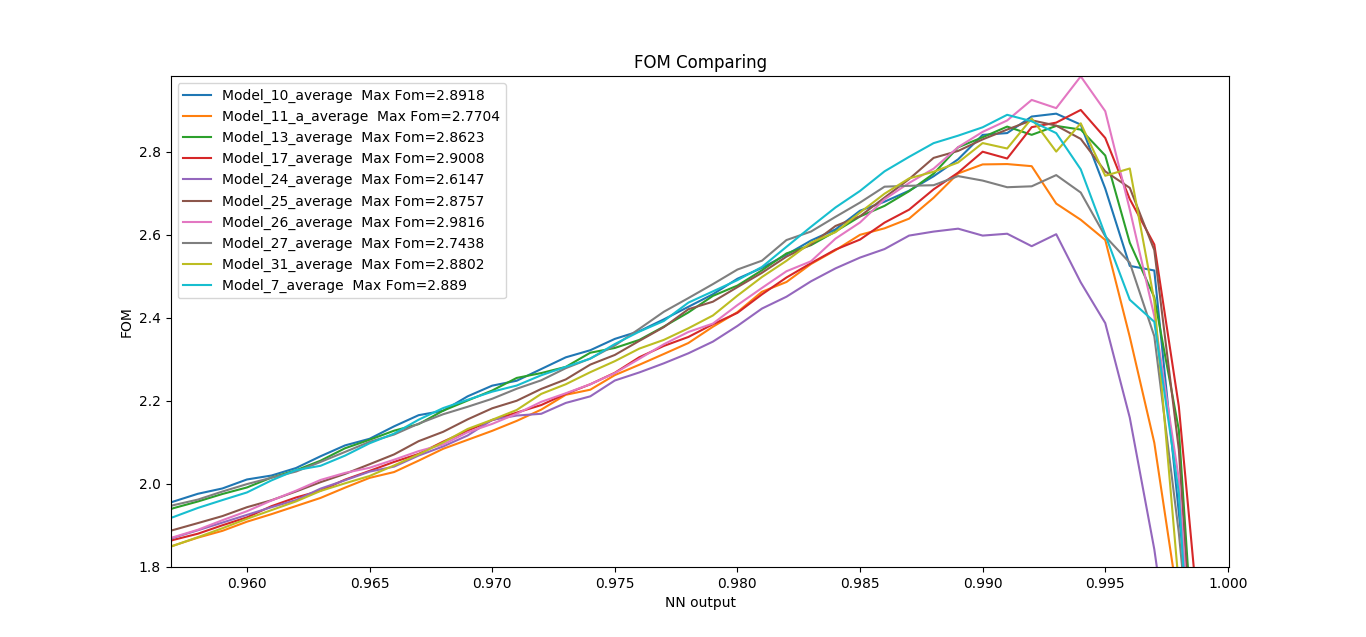 FOM Comparing
Model_10_average  Max Fom=2.8918
Model_11_a_average  Max Fom=2.7704
Model_13_average  Max Fom=2.8623
Model_17_average  Max Fom=2.9008
Model_24_average  Max Fom=2.6147
Model_25_average  Max Fom=2.8757
Model_26_average  Max Fom=2.9816
Model_27_average  Max Fom=2.7438
Model_31_average  Max Fom=2.8802
Model_7_average  Max Fom=2.889
FOM
2.8
2.6
2.4
2.2
2.0
1.8
0.960 0.965 0.970 0.975 0.980 0.985 0.990 0.995 1.000
NN output